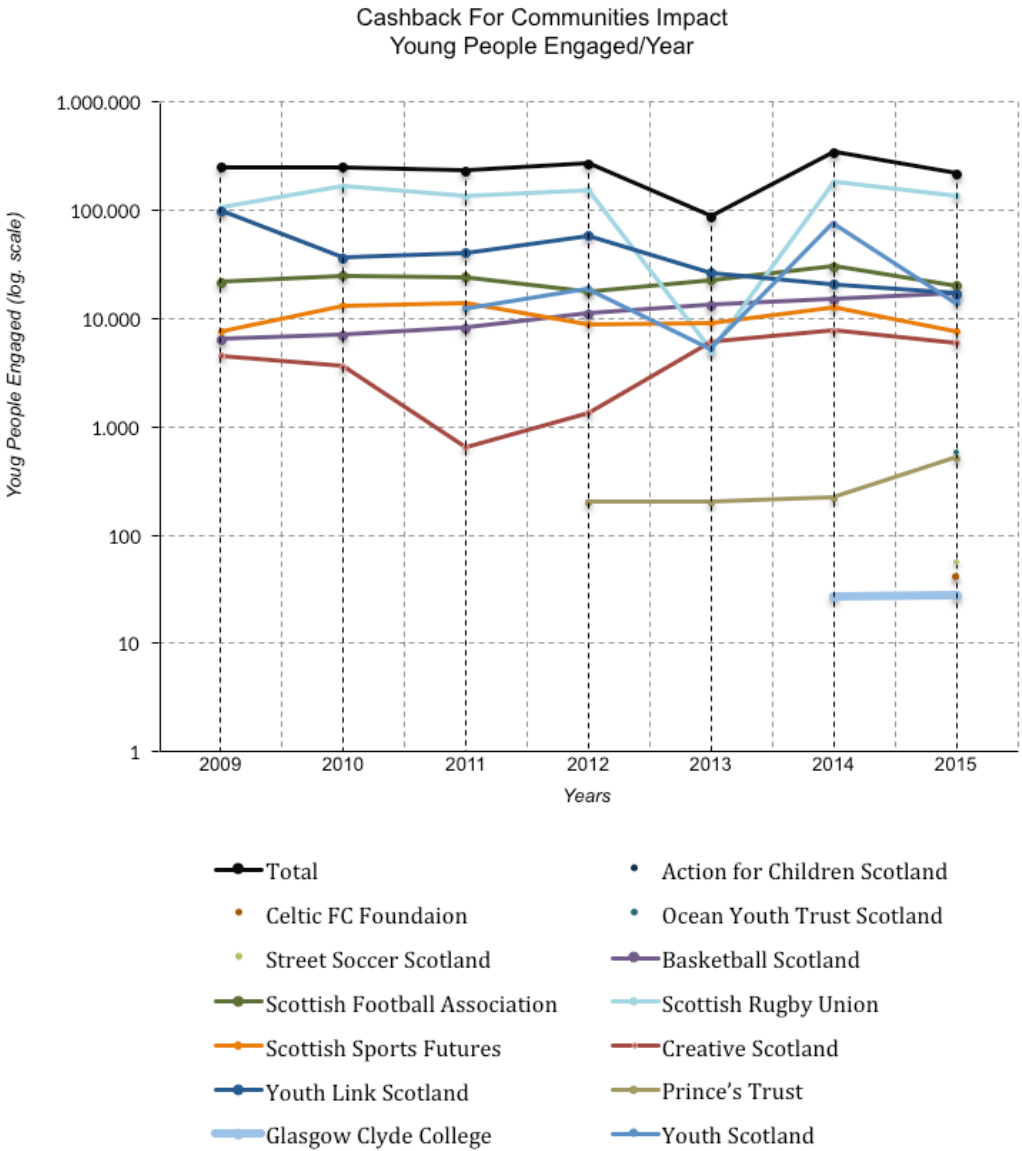 Cashback For Communities Impact
Young People Engaged/Year
1.000.000
100.000
10.000
1.000
100
10
1
Youg People Engaged (log. scale)
2009 2010 2011 2012 2013 2014 2015
Years
Total
Action for Children Scotland
Celtic FC Foundaion
Ocean Youth Trust Scotland
Street Soccer Scotland
Basketball Scotland
Scottish Football Association
Scottish Rugby Union
Scottish Sports Futures
Creative Scotland
Youth Link Scotland
Prince's Trust
Glasgow Clyde College
Youth Scotland